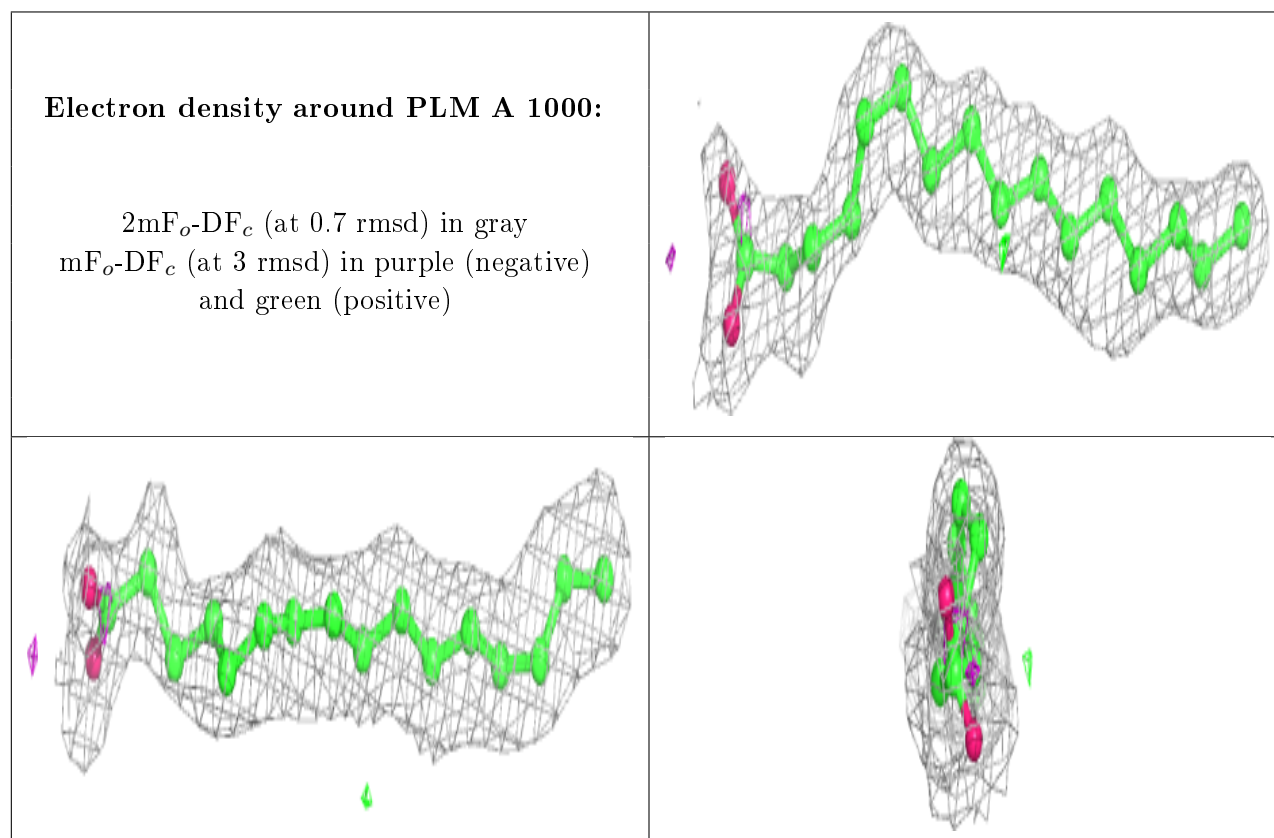 Electron density around PLM A 1000:
2mF$_o$-DF$_c$ (at 0.7 rmsd) in gray
mF$_o$-DF$_c$ (at 3 rmsd) in purple (negative)
and green (positive)